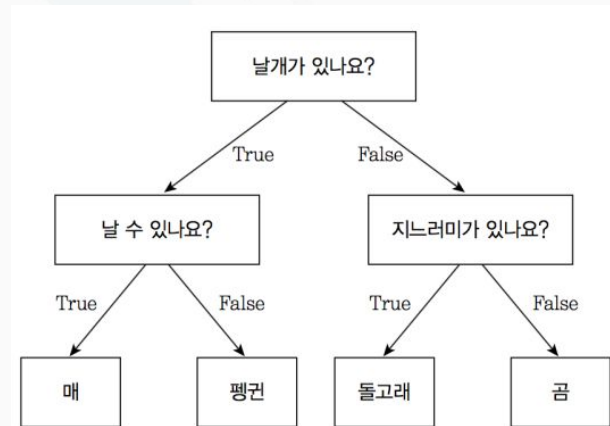 날개가 있나요?
True
False
날 수 있나요?
지느러미가 있나요?
True
False
True
False
매
펭귄
돌고래
곰